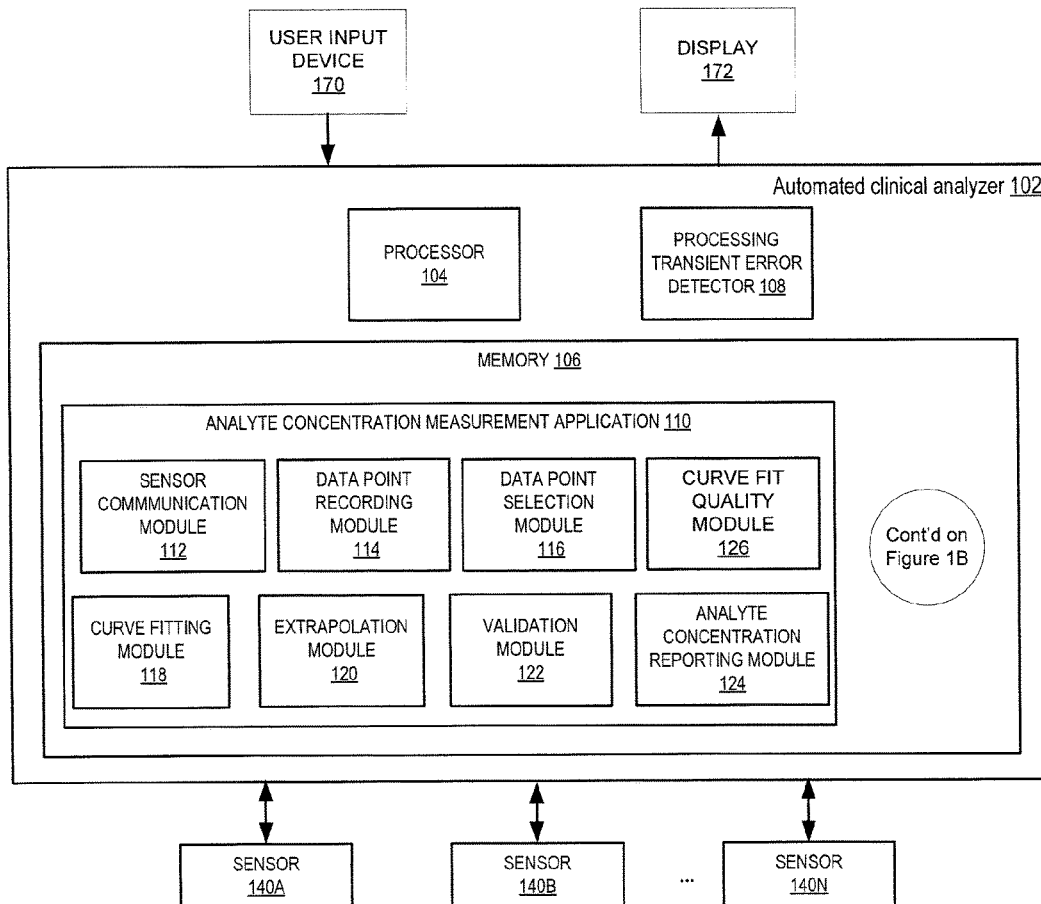 USER INPUT
DEVICE
170
DISPLAY
172
Automated clinical analyzer 102
PROCESSOR
104
PROCESSING
TRANSIENT ERROR
DETECTOR 108
MEMORY 106
ANALYTE CONCENTRATION MEASUREMENT APPLICATION 110
SENSOR
COMMMUNICATION
MODULE
112
DATA POINT
RECORDING
MODULE
114
DATA POINT
SELECTION
MODULE
116
CURVE FIT
QUALITY
MODULE
126
Cont'd on
Figure 1B
CURVE FITTING
MODULE
118
EXTRAPOLATION
MODULE
120
VALIDATION
MODULE
122
ANALYTE
CONCENTRATION
REPORTING MODULE
124
SENSOR
140A
SENSOR
140B
...
SENSOR
140N